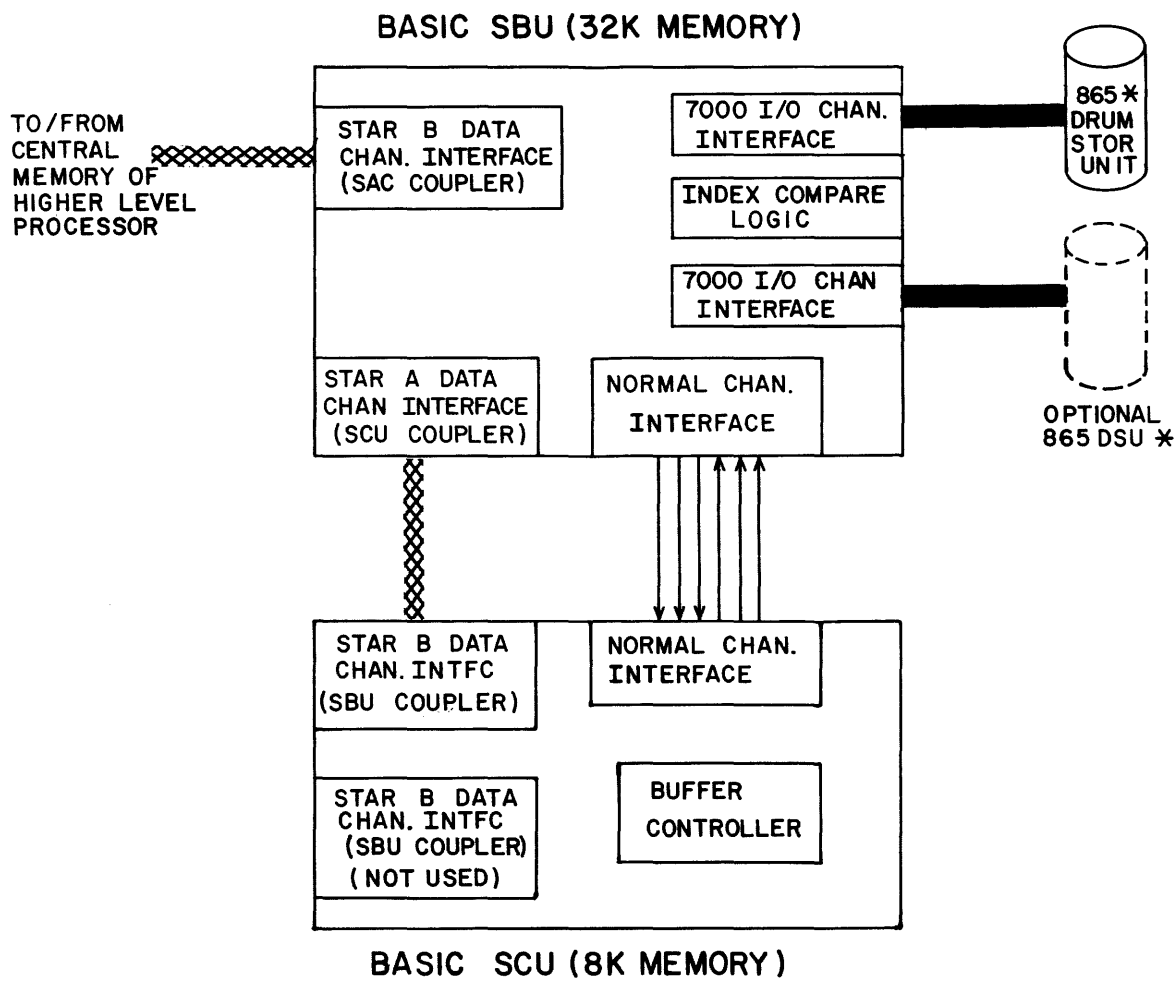 BASIC SBU (32K MEMORY)
TO/FROM
CENTRAL
MEMORY OF
HIGHER LEVEL
PROCESSOR
STAR B DATA
CHAN. INTERFACE
(SAC COUPLER)
7000 I/O CHAN.
INTERFACE
INDEX COMPARE
LOGIC
7000 I/O CHAN
INTERFACE
865 *
DRUM
STOR
UNIT
OPTIONAL
865 DSU *
STAR A DATA
CHAN INTERFACE
(SCU COUPLER)
NORMAL CHAN.
INTERFACE
STAR B DATA
CHAN. INTFC
(SBU COUPLER)
NORMAL CHAN.
INTERFACE
STAR B DATA
CHAN. INTFC
(SBU COUPLER)
(NOT USED)
BUFFER
CONTROLLER
BASIC SCU (8K MEMORY)